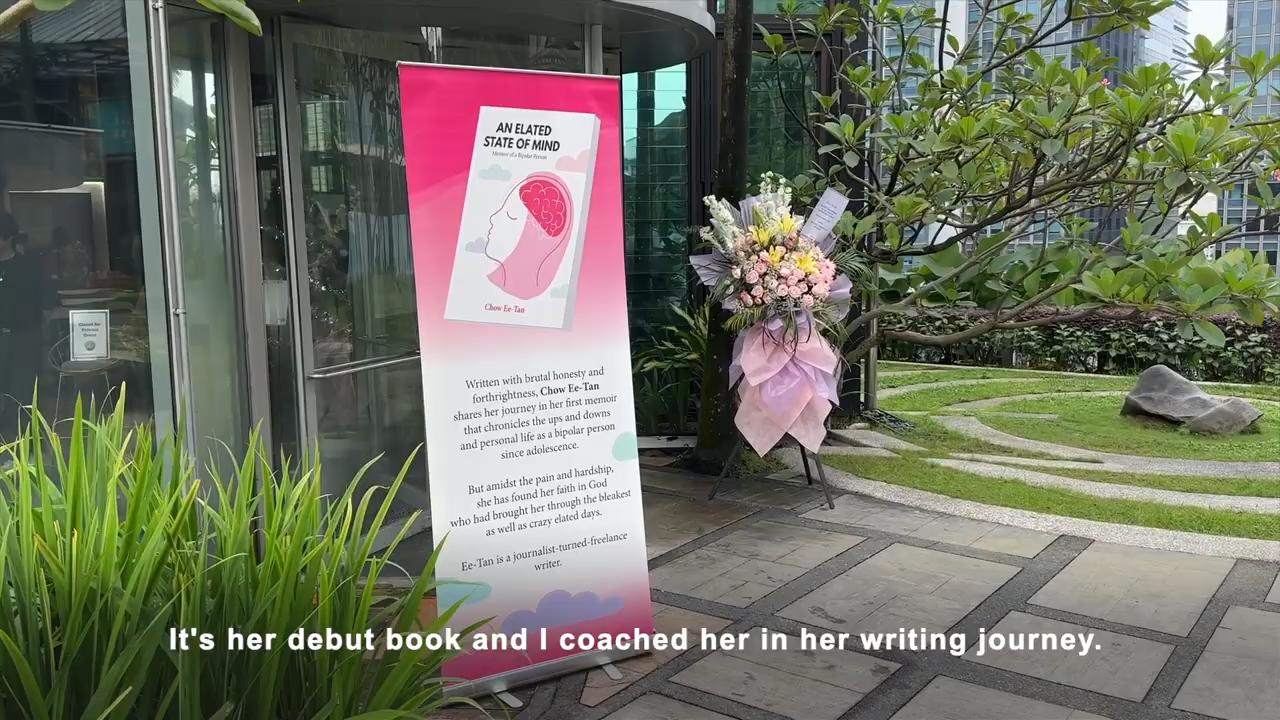 AN ELATED
STATE OF MIND
Memoir of a Bipolar Person
Chow Ee-Tan
Written with brutal honesty and
forthrightness, Chow Ee-Tan
shares her journey in her first memoir
that chronicles the ups and downs
and personal life as a bipolar person
since adolescence.
But amidst the pain and hardship,
she has found her faith in God
who had brought her through the bleakest
as well as crazy elated days.
Ee-Tan is a journalist-turned-freelance
writer.
Closed for
Private
Event
It's her debut book and I coached her in her writing journey.